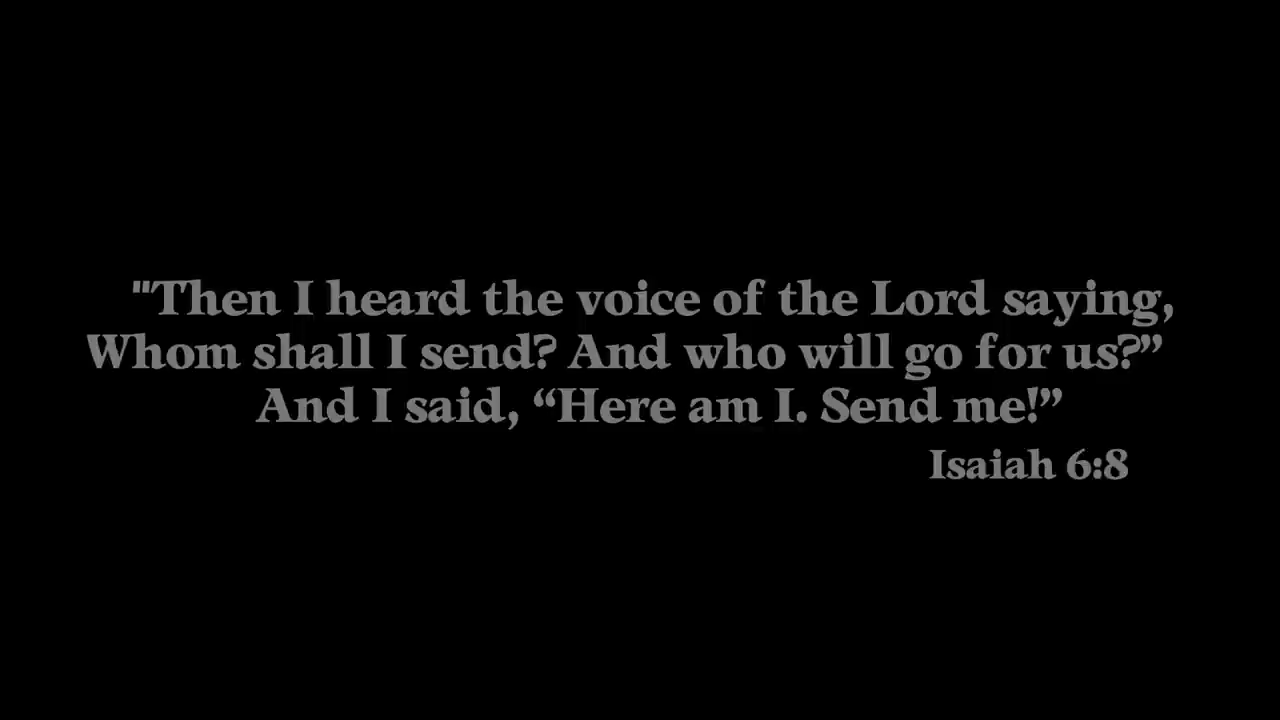 "Then I heard the voice of the Lord saying,
Whom shall I send? And who will go for us?”
And I said, “Here am I. Send me!”
Isaiah 6:8